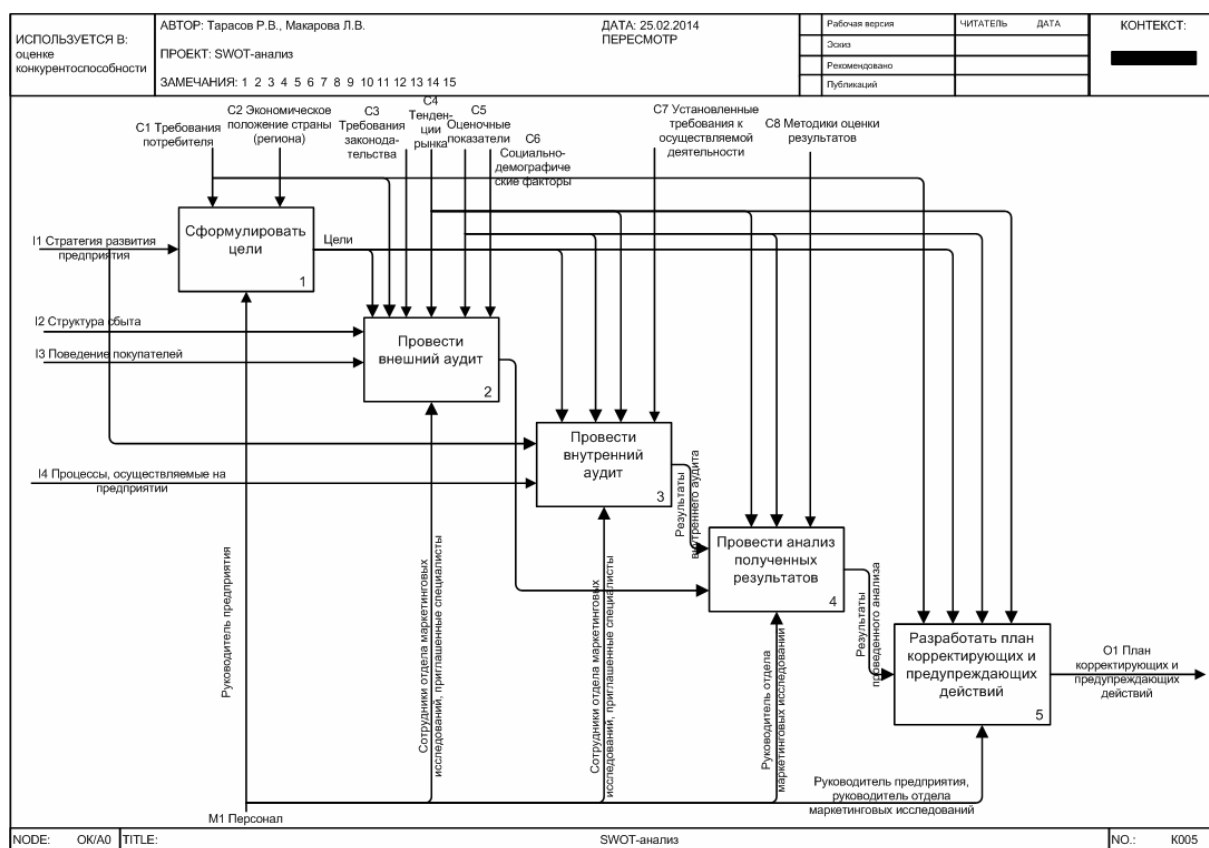 ИСПОЛЬЗУЕТСЯ В:
оценке
конкурентоспособности
АВТОР: Тарасов Р.В., Макарова Л.В.
ДАТА: 25.02.2014
ПЕРЕСМОТР
ПРОЕКТ: SWOT-анализ
ЗАМЕЧАНИЯ: 1 2 3 4 5 6 7 8 9 10 11 12 13 14 15
Рабочая версия
Эскиз
Рекомендовано
Публикаций
ЧИТАТЕЛЬ ДАТА
КОНТЕКСТ:
C1 Требования
потребителя
C2 Экономическое
положение страны
(региона)
C3
Требования
законода-
тельства
C4
Тенден-
ции
рынка
C5
Оценочные
показатели
C6
Социально-
демографиче
ские факторы
C7 Установленные
требования к
осуществляемой
деятельности
C8 Методики оценки
результатов
I1 Стратегия развития
предприятия
Сформулировать
цели
1
Цели
I2 Структура сбыта
I3 Поведение покупателей
Провести
внешний аудит
2
I4 Процессы, осуществляемые на
предприятии
Провести
внутренний
аудит
3
Результаты
внутреннего аудита
Провести анализ
полученных
результатов
4
Результаты
проведенного анализа
Разработать план
корректирующих и
предупреждающих
действий
5
O1 План
корректирующих и
предупреждающих
действий
Руководитель предприятия
Сотрудники отдела маркетинговых
исследований, приглашенные специалисты
Сотрудники отдела маркетинговых
исследований, приглашенные специалисты
Руководитель отдела
маркетинговых исследований
Руководитель предприятия,
руководитель отдела
маркетинговых исследований
M1 Персонал
NODE: OK/A0
TITLE:
SWOT-анализ
NO.: K005